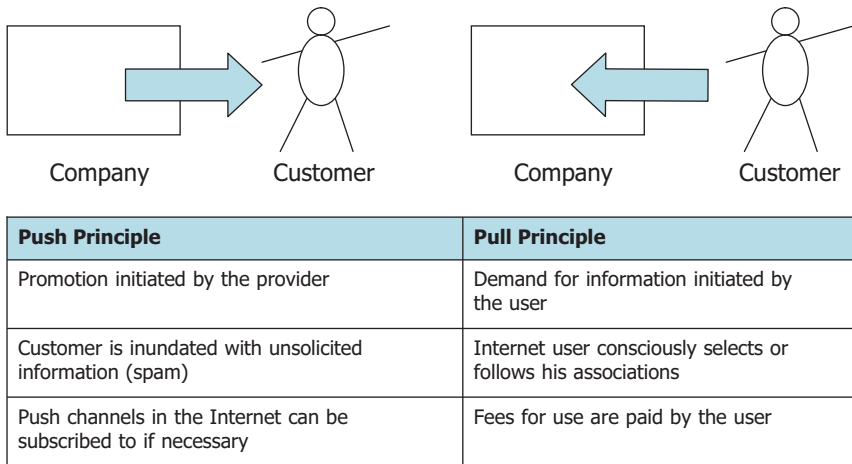 Company Customer Company Customer
Push Principle
Pull Principle
Promotion initiated by the provider
Demand for information initiated by
the user
Customer is inundated with unsolicited
information (spam)
Internet user consciously selects or
follows his associations
Push channels in the Internet can be
subscribed to if necessary
Fees for use are paid by the user